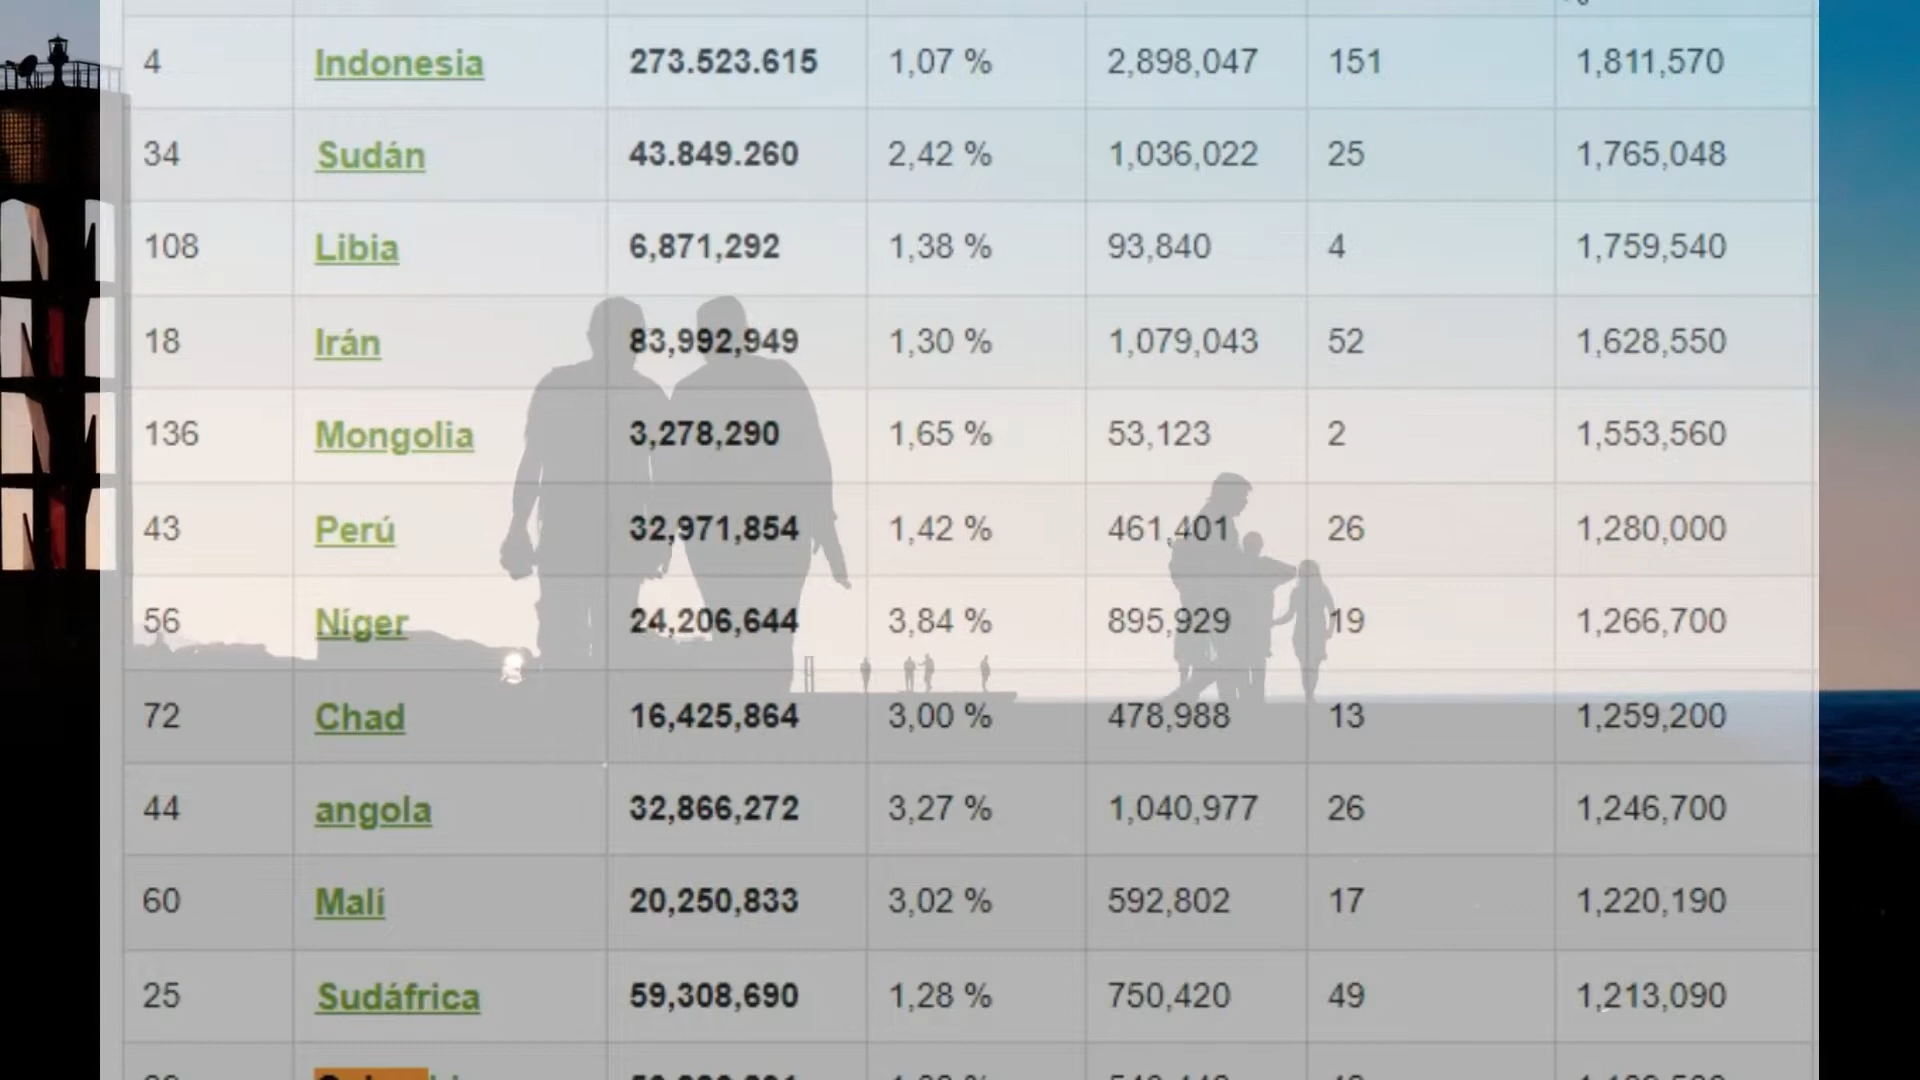 4 Indonesia 273.523.615 1,07 % 2,898,047 151 1,811,570
34 Sudán 43.849.260 2,42 % 1,036,022 25 1,765,048
108 Libia 6,871,292 1,38 % 93,840 4 1,759,540
18 Irán 83,992,949 1,30 % 1,079,043 52 1,628,550
136 Mongolia 3,278,290 1,65 % 53,123 2 1,553,560
43 Perú 32,971,854 1,42 % 461,401 26 1,280,000
56 Níger 24,206,644 3,84 % 895,929 19 1,266,700
72 Chad 16,425,864 3,00 % 478,988 13 1,259,200
44 angola 32,866,272 3,27 % 1,040,977 26 1,246,700
60 Malí 20,250,833 3,02 % 592,802 17 1,220,190
25 Sudáfrica 59,308,690 1,28 % 750,420 49 1,213,090